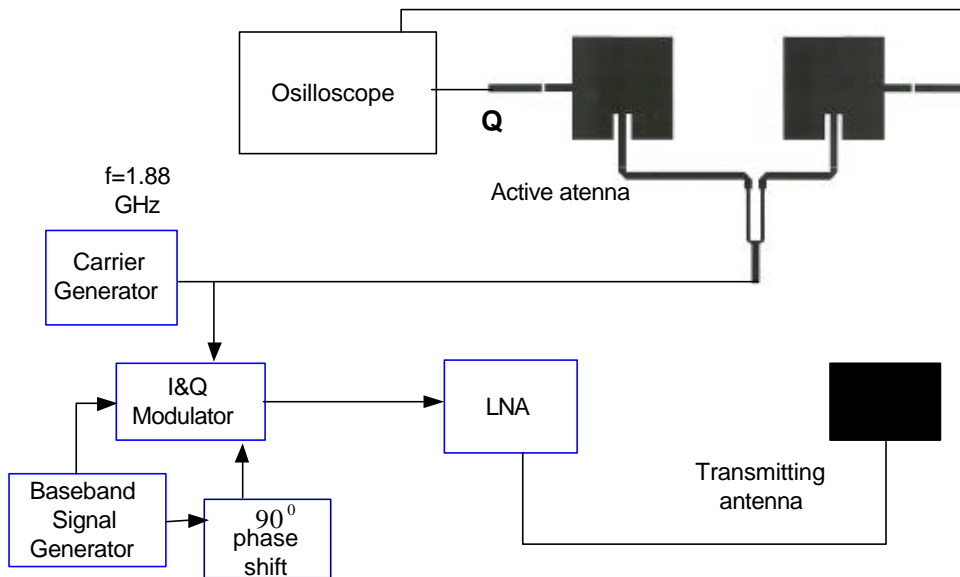 Osilloscope
Q
Active atenna
f=1.88
GHz
Carrier
Generator
I&Q
Modulator
LNA
Transmitting
antenna
Baseband
Signal
Generator
90⁰
phase
shift